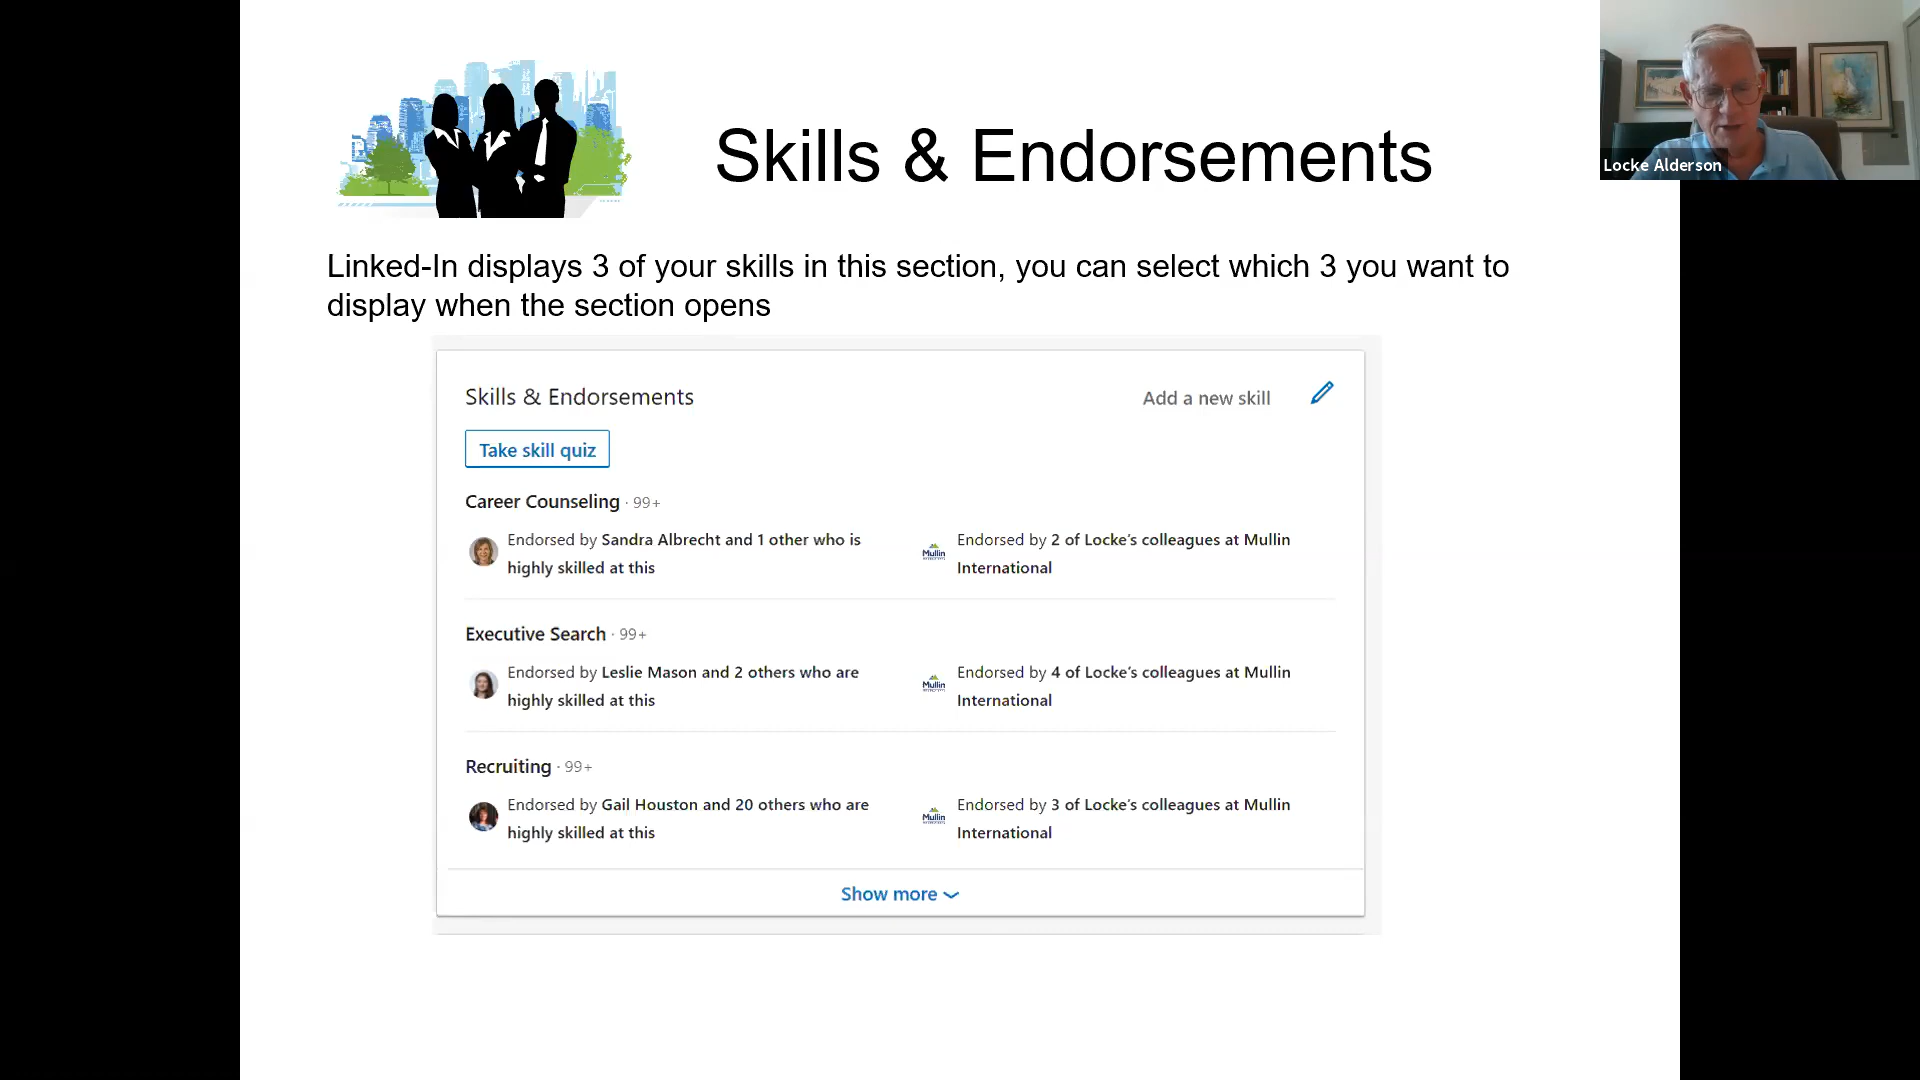 Skills & Endorsements
Locke Alderson
Linked-In displays 3 of your skills in this section, you can select which 3 you want to
display when the section opens
Skills & Endorsements
Add a new skill
Take skill quiz
Career Counseling · 99+
Endorsed by Sandra Albrecht and 1 other who is
highly skilled at this
Mullin
Endorsed by 2 of Locke's colleagues at Mullin
International
Executive Search · 99+
Endorsed by Leslie Mason and 2 others who are
highly skilled at this
Mullin
Endorsed by 4 of Locke's colleagues at Mullin
International
Recruiting · 99+
Endorsed by Gail Houston and 20 others who are
highly skilled at this
Mullin
Endorsed by 3 of Locke's colleagues at Mullin
International
Show more